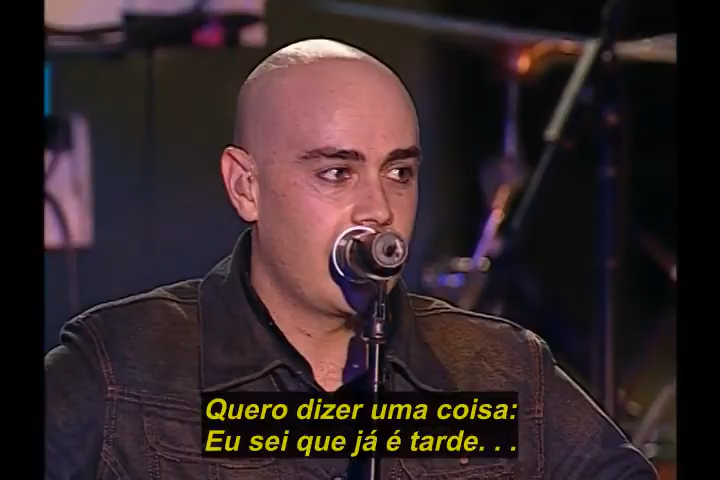 Quero dizer uma coisa:
Eu sei que já é tarde. . .